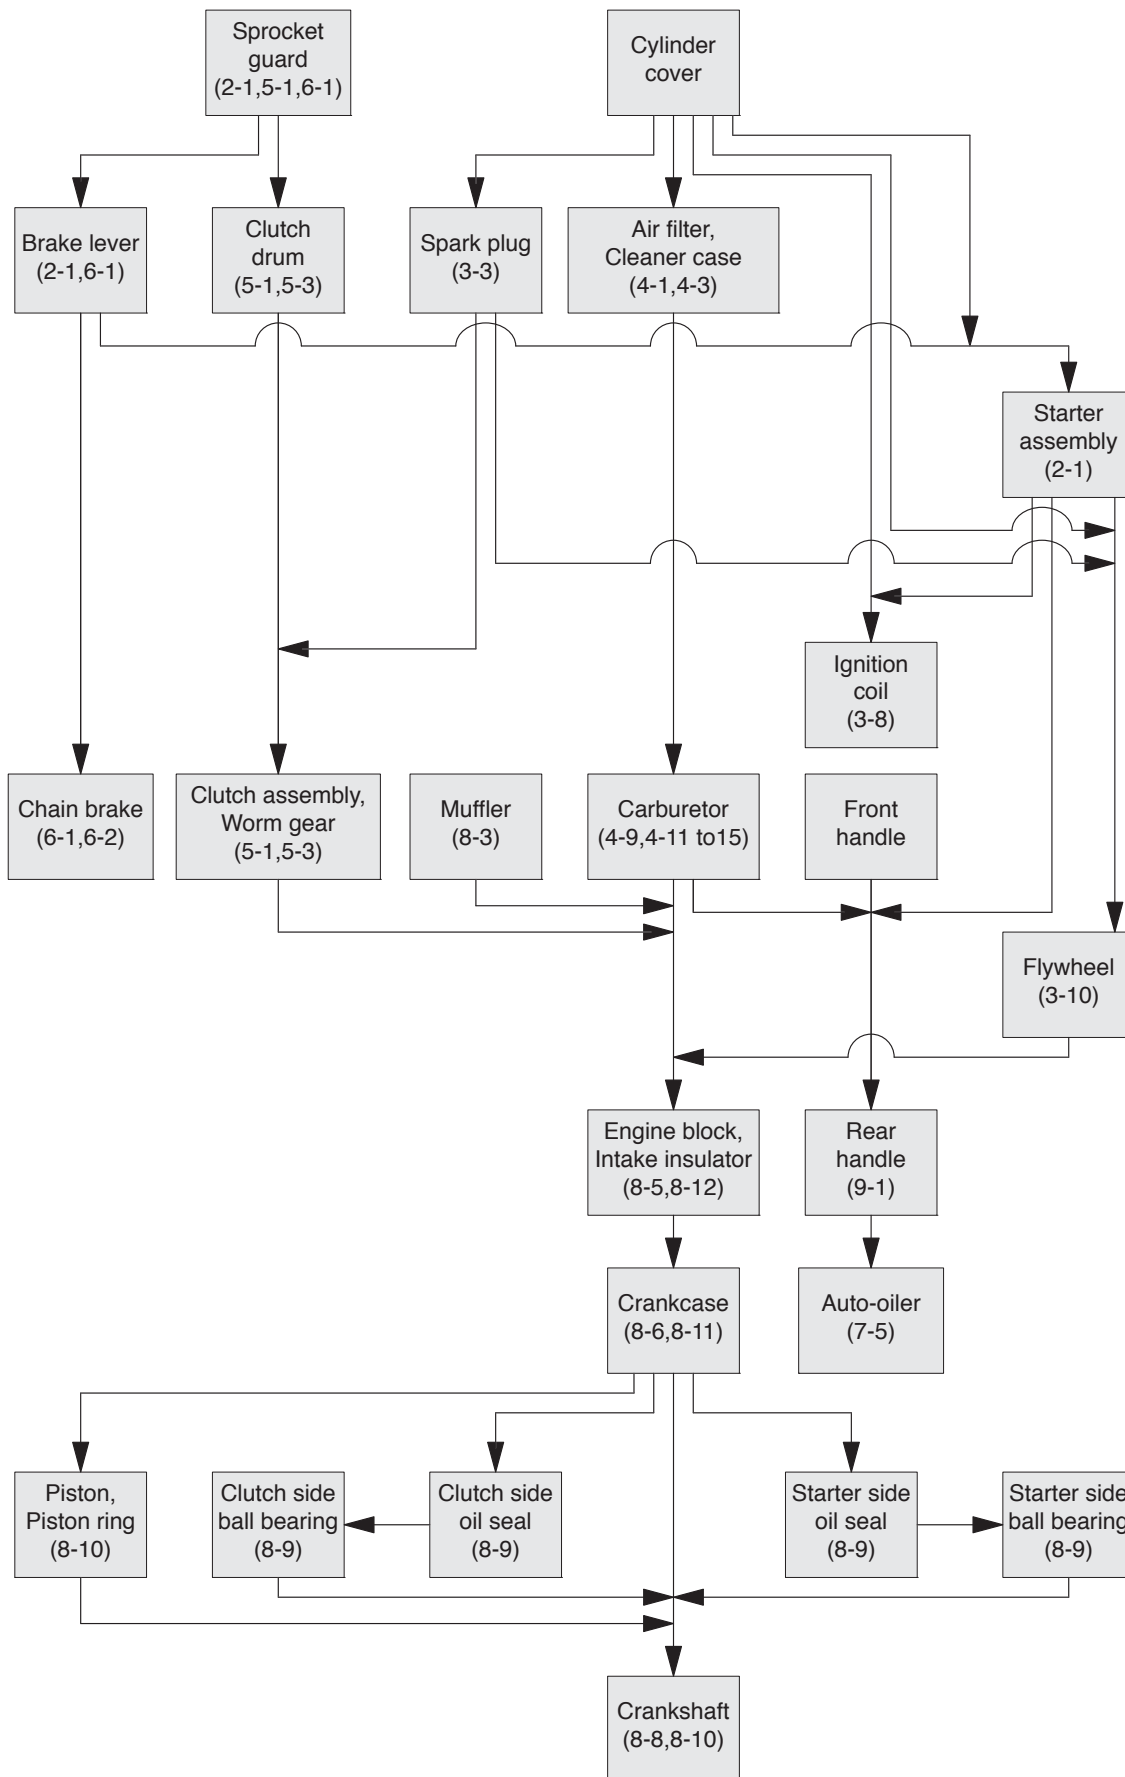 Sprocket
guard
(2-1,5-1,6-1)
Cylinder
cover
Brake lever
(2-1,6-1)
Clutch
drum
(5-1,5-3)
Spark plug
(3-3)
Air filter,
Cleaner case
(4-1,4-3)
Starter
assembly
(2-1)
Ignition
coil
(3-8)
Chain brake
(6-1,6-2)
Clutch assembly,
Worm gear
(5-1,5-3)
Muffler
(8-3)
Carburetor
(4-9,4-11 to15)
Front
handle
Flywheel
(3-10)
Engine block,
Intake insulator
(8-5,8-12)
Rear
handle
(9-1)
Crankcase
(8-6,8-11)
Auto-oiler
(7-5)
Piston,
Piston ring
(8-10)
Clutch side
ball bearing
(8-9)
Clutch side
oil seal
(8-9)
Starter side
oil seal
(8-9)
Starter side
ball bearing
(8-9)
Crankshaft
(8-8,8-10)